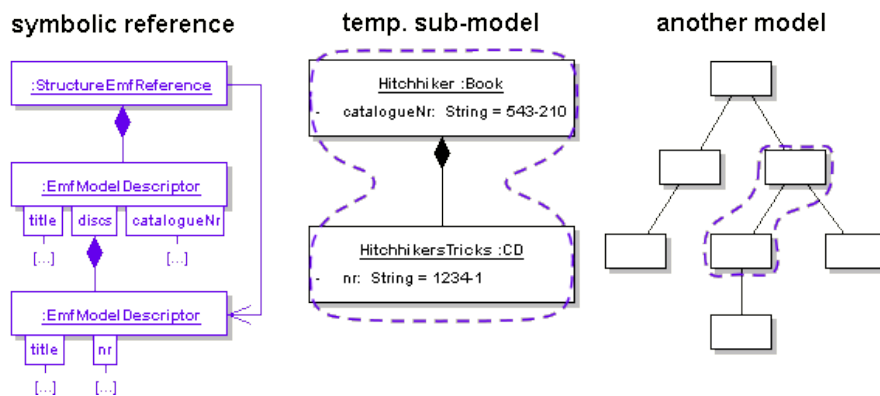 symbolic reference
temp. sub-model
another model
:StructureEmfReference
:EmfModelDescriptor
title
discs
catalogueNr
[...]
[...]
:EmfModelDescriptor
title
nr
[...]
[...]
Hitchhiker :Book
- catalogueNr: String = 543-210
HitchhikersTricks :CD
- nr: String = 1234-1